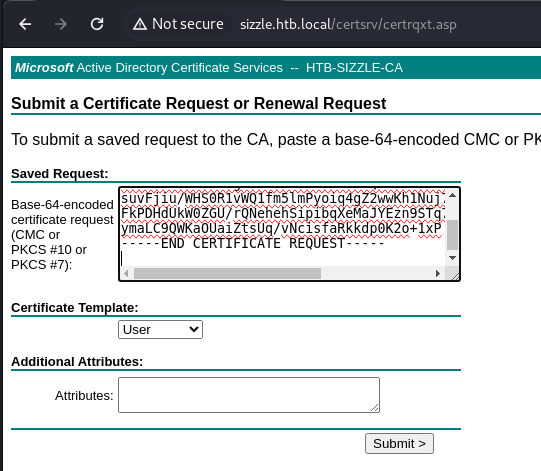 Not secure sizzle.htb.local/certsrv/certrqxt.asp
Microsoft Active Directory Certificate Services -- HTB-SIZZLE-CA
Submit a Certificate Request or Renewal Request
To submit a saved request to the CA, paste a base-64-encoded CMC or PK
Saved Request:
Base-64-encoded
certificate request
(CMC or
PKCS #10 or
PKCS #7):
suvFjiu/WHS0R1vWQ1fm5lmPyoiq4gZ2wwKh1Nuj
FkPDHdUkW0ZGU/rQNehehSipibqXeMaJYEzn9STq
ymaLC9QWKaOUaiZtsUq/vNcisfaRkkdp0K2o+1xP
-----END CERTIFICATE REQUEST-----
Certificate Template:
User
Additional Attributes:
Attributes:
Submit >